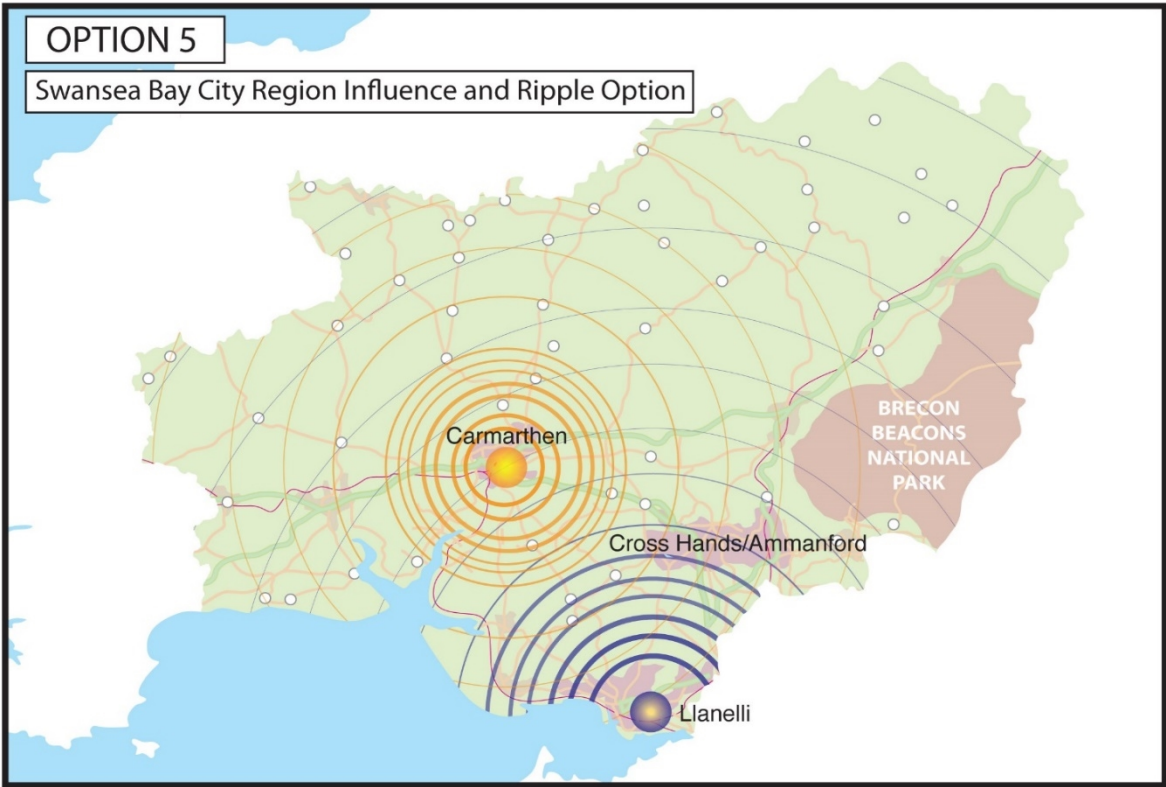 OPTION 5
Swansea Bay City Region Influence and Ripple Option
BRECON
BEACONS
NATIONAL
PARK
Carmarthen
Cross Hands/Ammanford
Llanelli